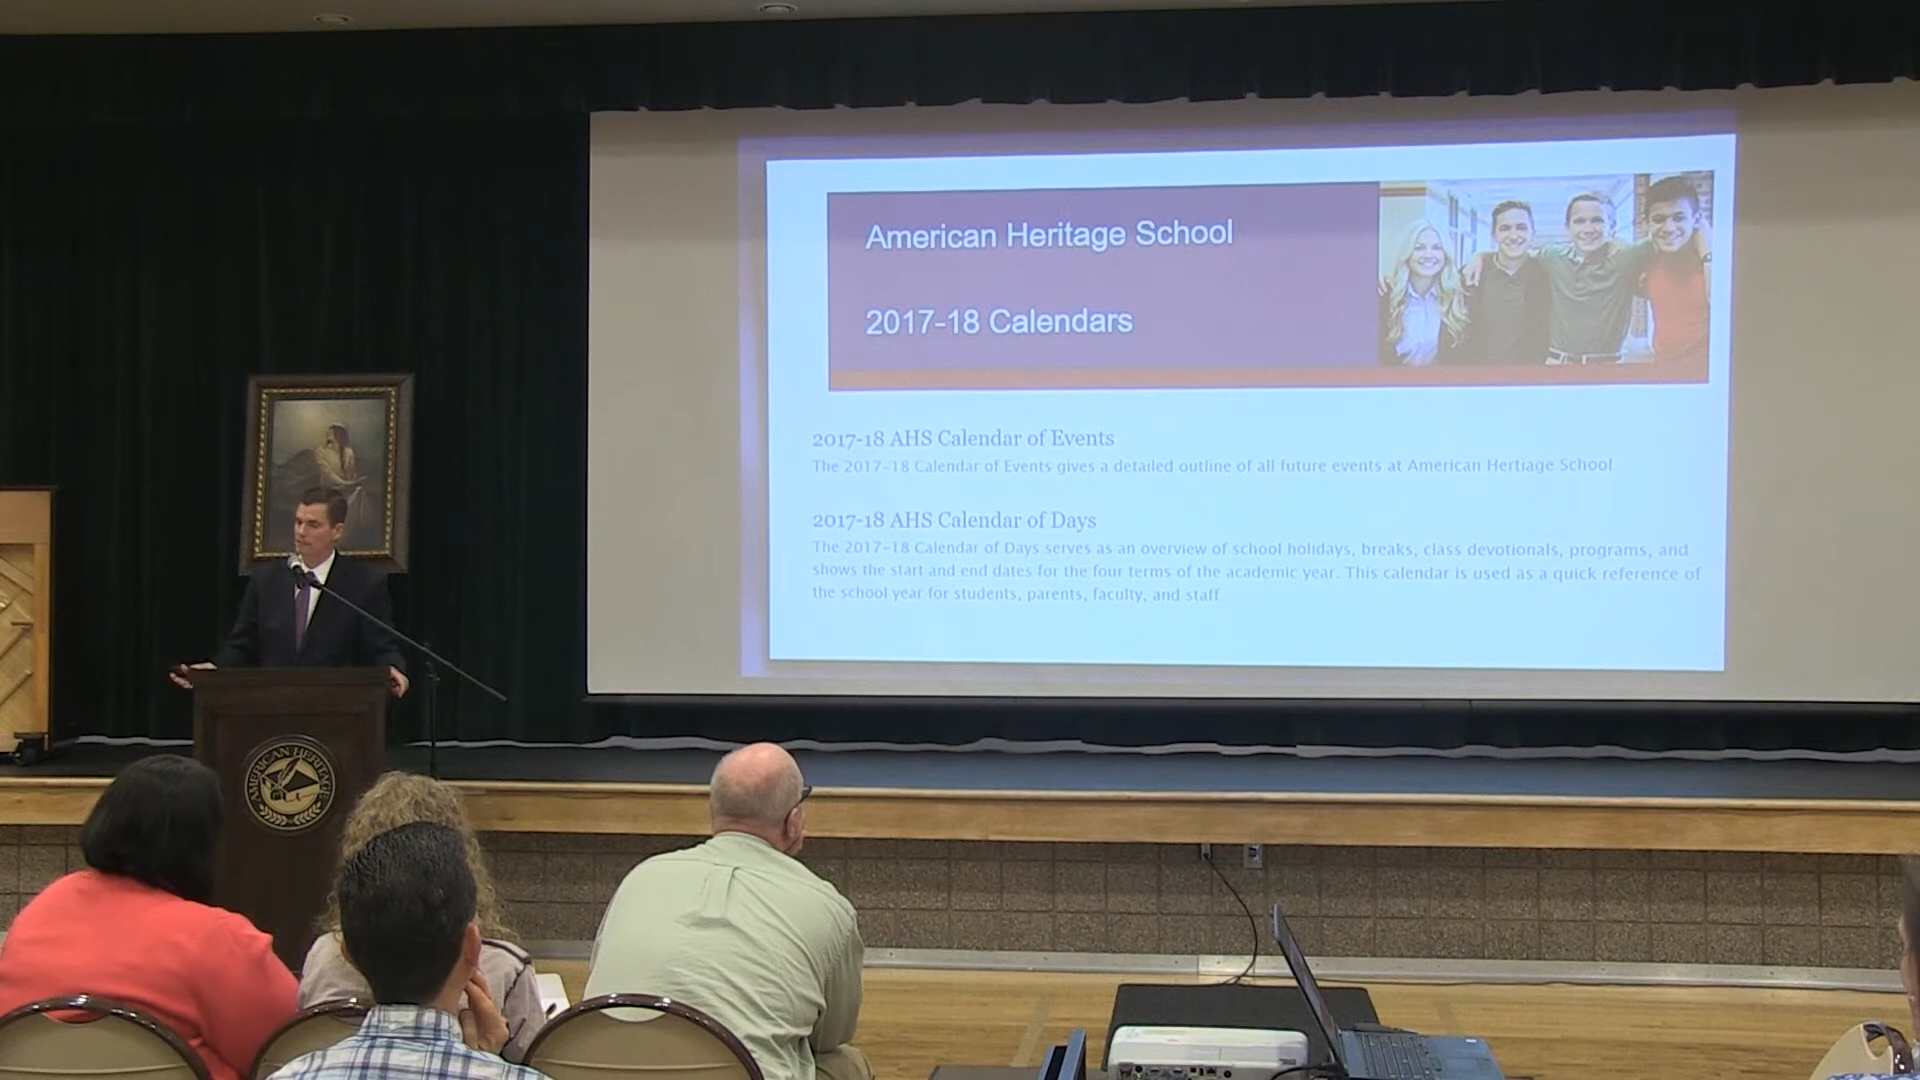 American Heritage School
2017-18 Calendars
2017-18 AHS Calendar of Events
The 2017-18 Calendar of Events gives a detailed outline of all future events at American Hertiage School
2017-18 AHS Calendar of Days
The 2017-18 Calendar of Days serves as an overview of school holidays, breaks, class devotionals, programs, and
shows the start and end dates for the four terms of the academic year. This calendar is used as a quick reference of
the school year for students, parents, faculty, and staff
AMERICAN HERITAGE